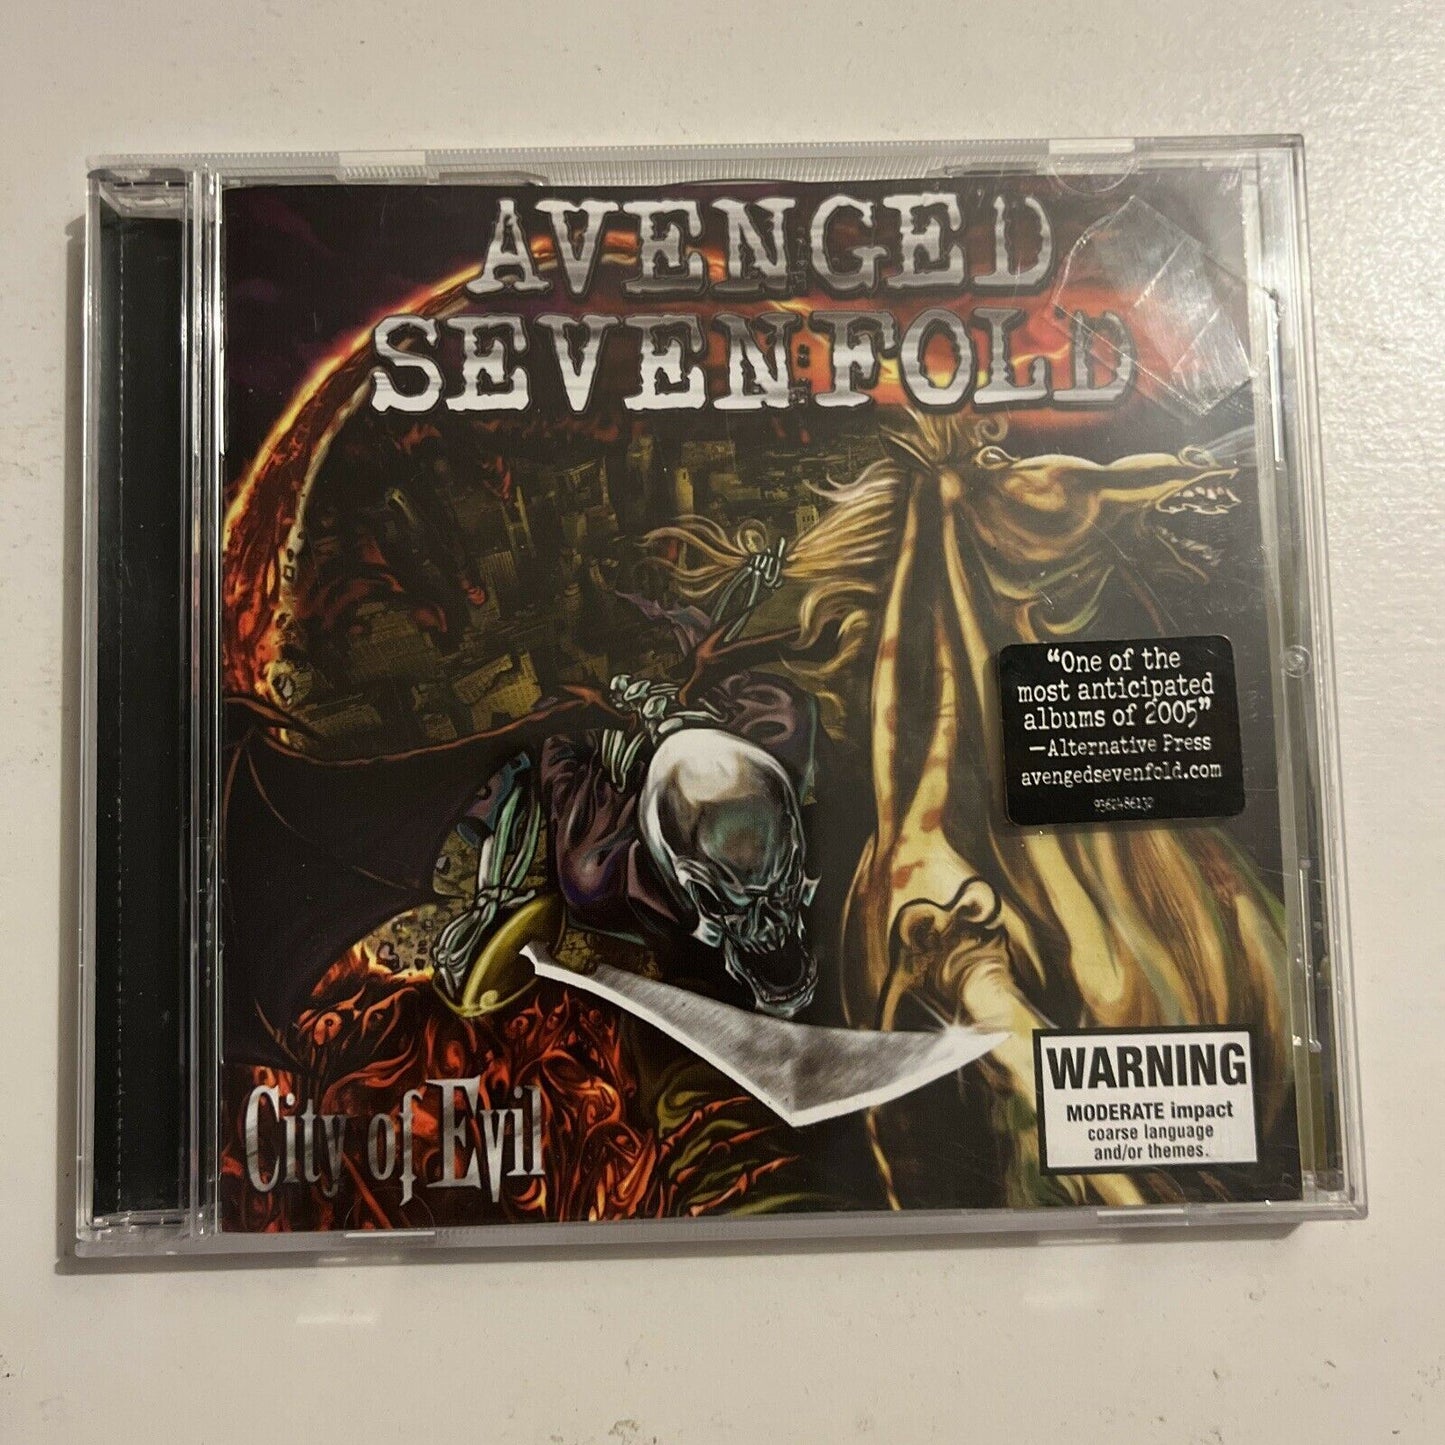 AVENGED
SEVENFOLD
"One of the
most anticipated
albums of 2005"
—Alternative Press
avengedsevenfold.com
9362486132
WARNING
MODERATE impact
coarse language
and/or themes.
City of Evil